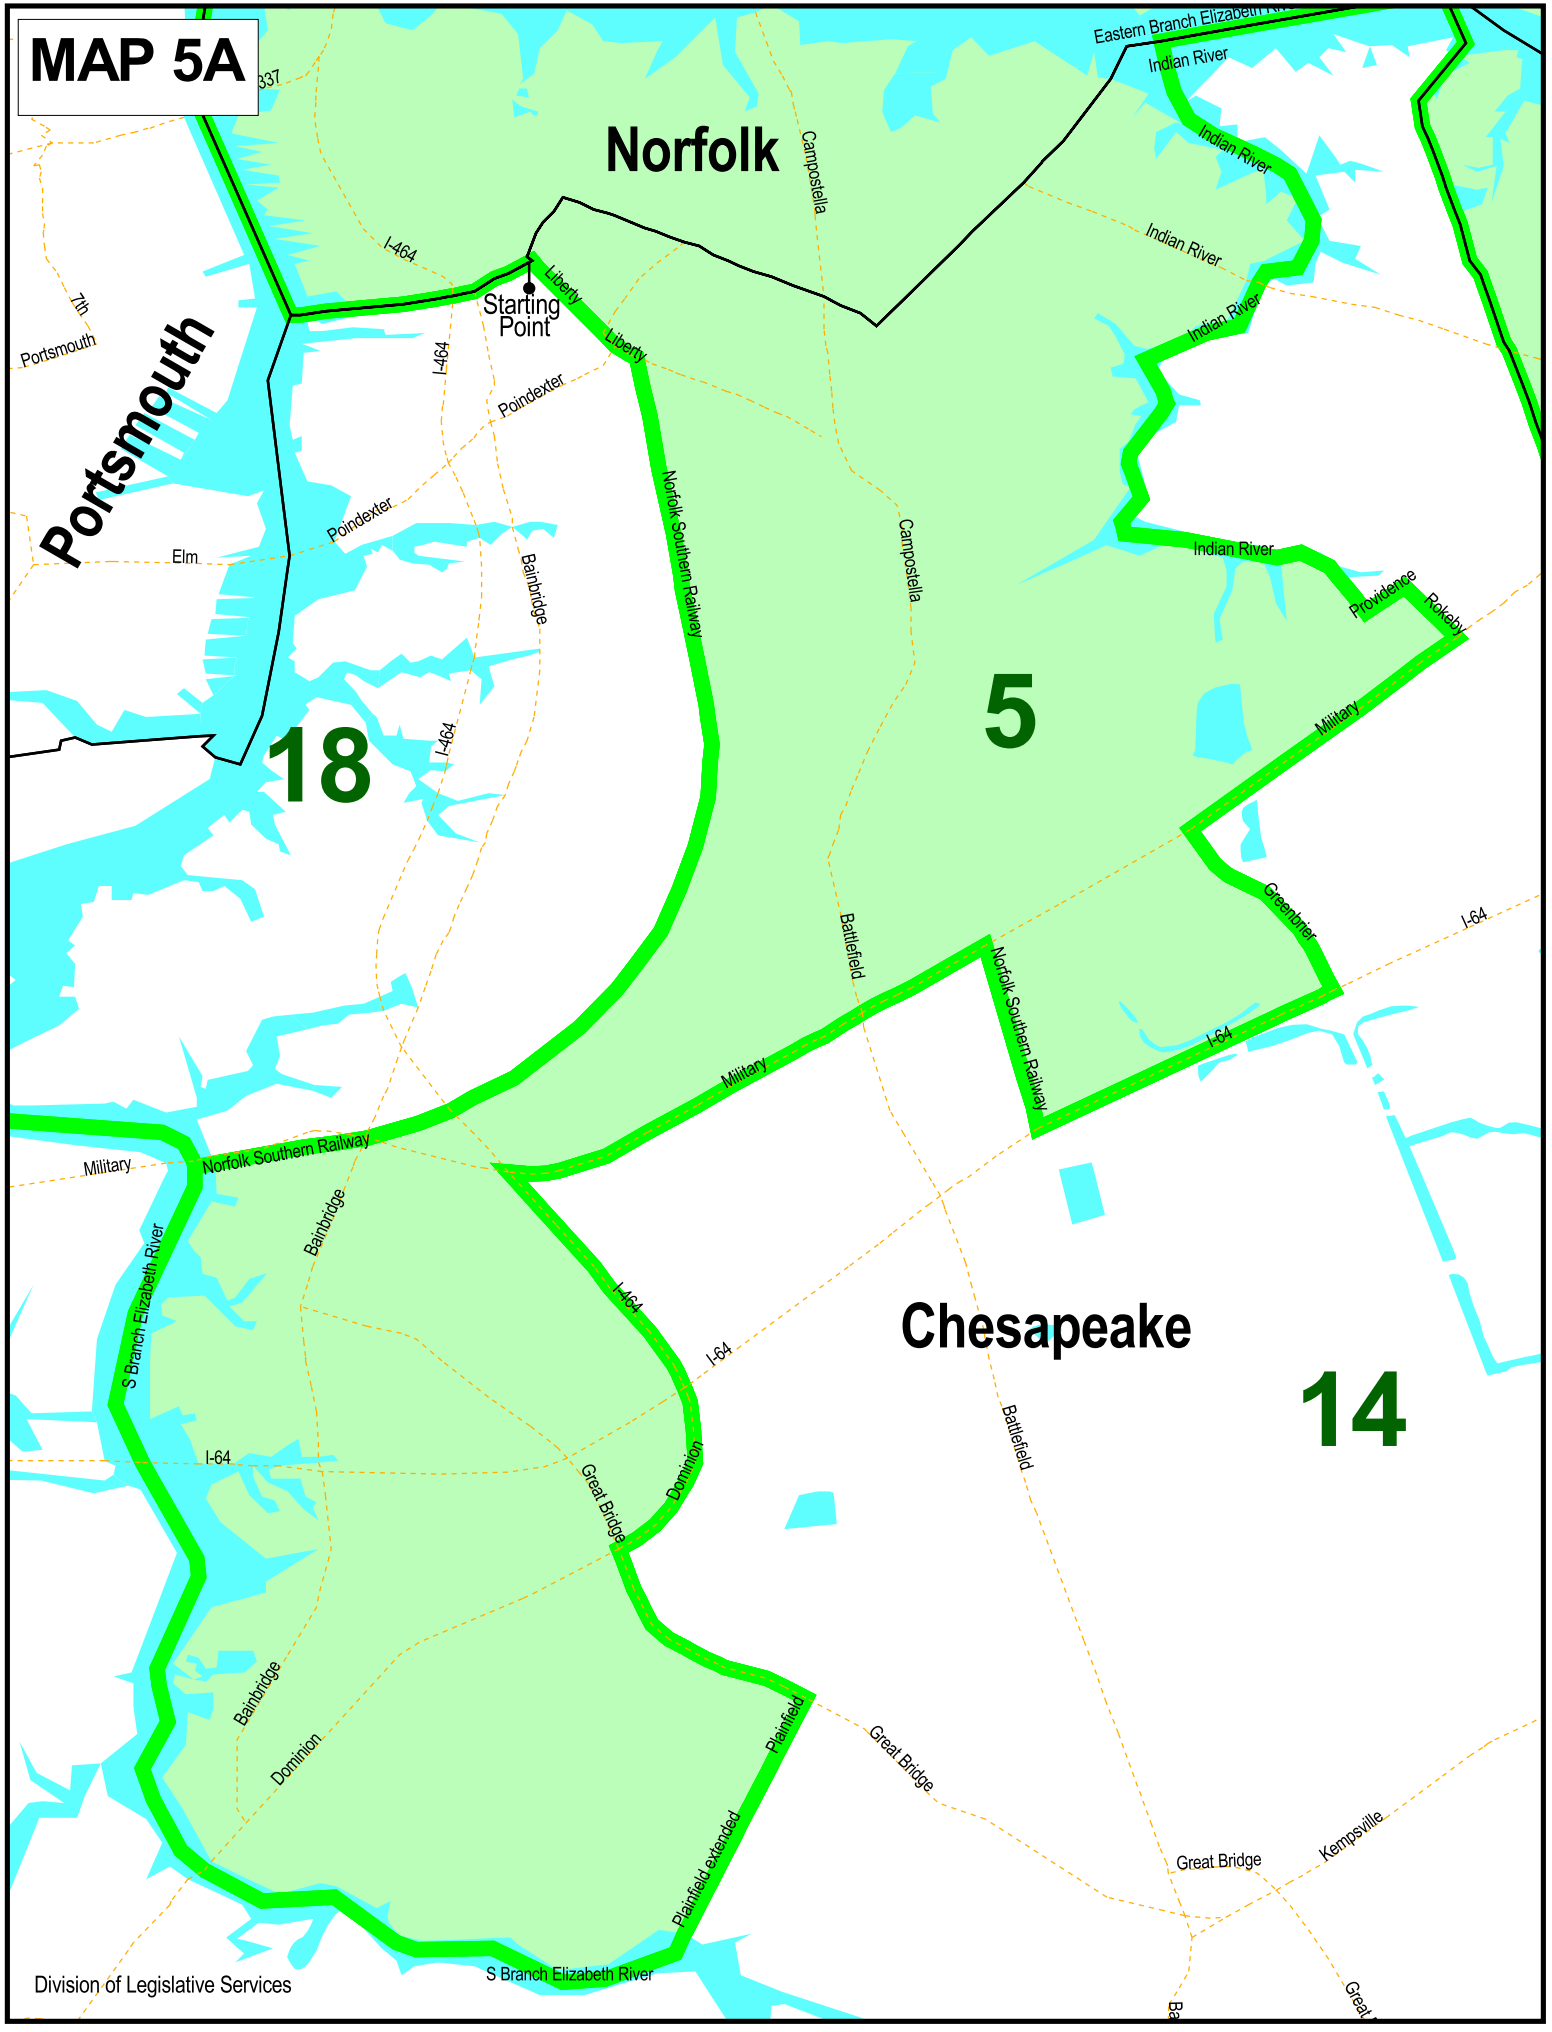 MAP 5A
337
Eastern Branch Elizabeth
Indian River
Indian River
Norfolk
Campostella
I-464
Indian River
Liberty
Starting
Point
7th
Portsmouth
Portsmouth
I-464
Liberty
Indian River
Poindexter
Norfolk Southern Railway
Poindexter
Elm
Bainbridge
Campostella
Indian River
Providence
Rokeby
5
Military
18
I-464
Battlefield
Greenbrier
I-64
Norfolk Southern Railway
I-64
Military
Military
Norfolk Southern Railway
Bainbridge
S Branch Elizabeth River
I-464
I-64
Chesapeake
14
Battlefield
I-64
Great Bridge
Dominion
Bainbridge
Dominion
Plainfield
Great Bridge
Plainfield extended
Kempsville
Great Bridge
S Branch Elizabeth River
Division of Legislative Services
Ba
Great